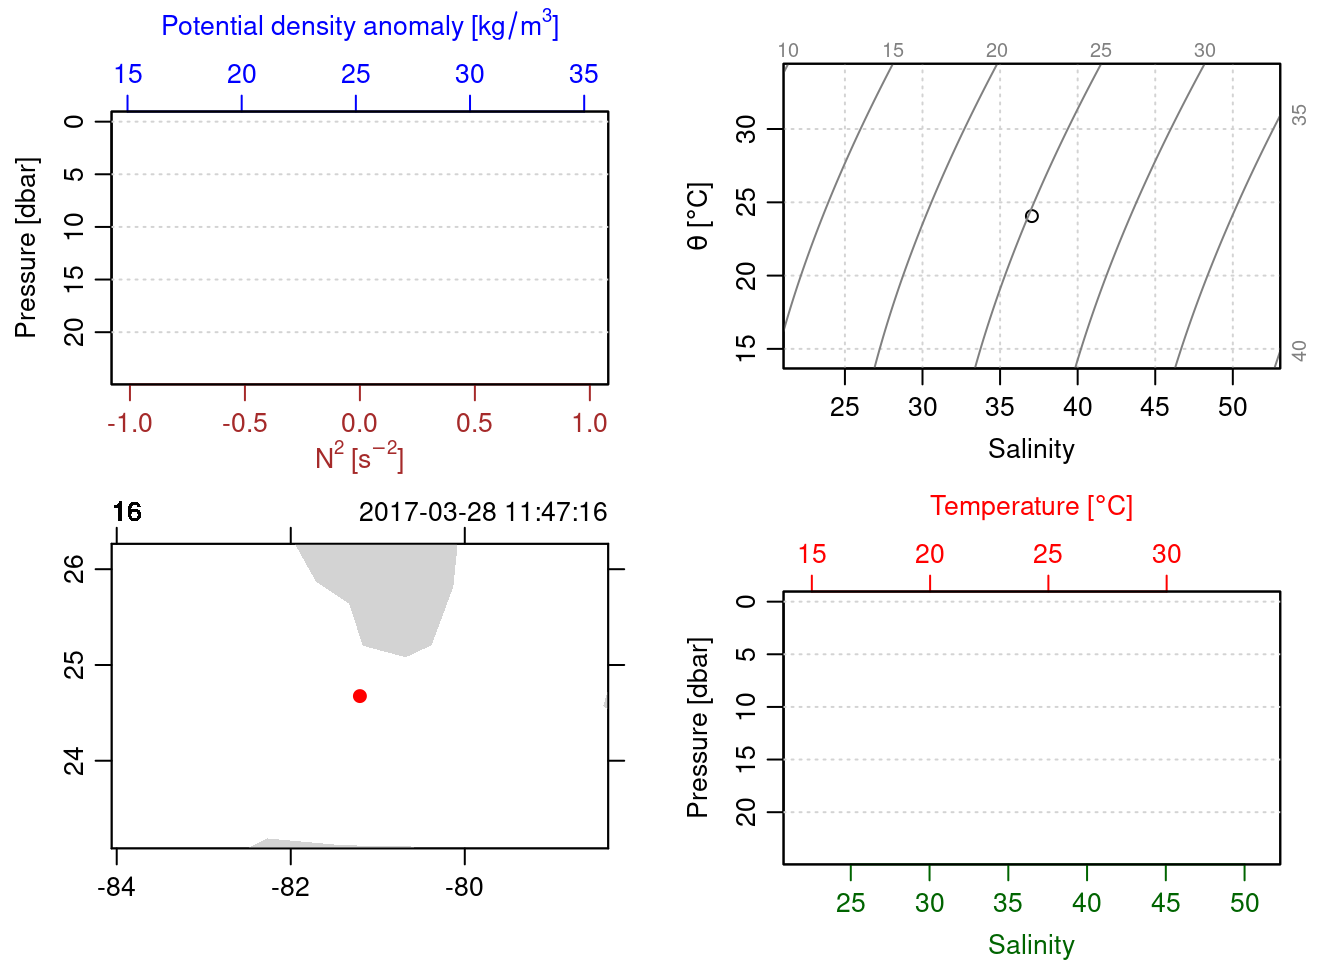 Potential density anomaly [kg/m³]
15 20 25 30 35
0
5
10
15
20
Pressure [dbar]
-1.0 -0.5 0.0 0.5 1.0
N² [s⁻²]
10 15 20 25 30
35
40
30
25
20
15
θ [°C]
25 30 35 40 45 50
Salinity
16 2017-03-28 11:47:16
26
25
24
-84 -82 -80
Temperature [°C]
15 20 25 30
0
5
10
15
20
Pressure [dbar]
25 30 35 40 45 50
Salinity